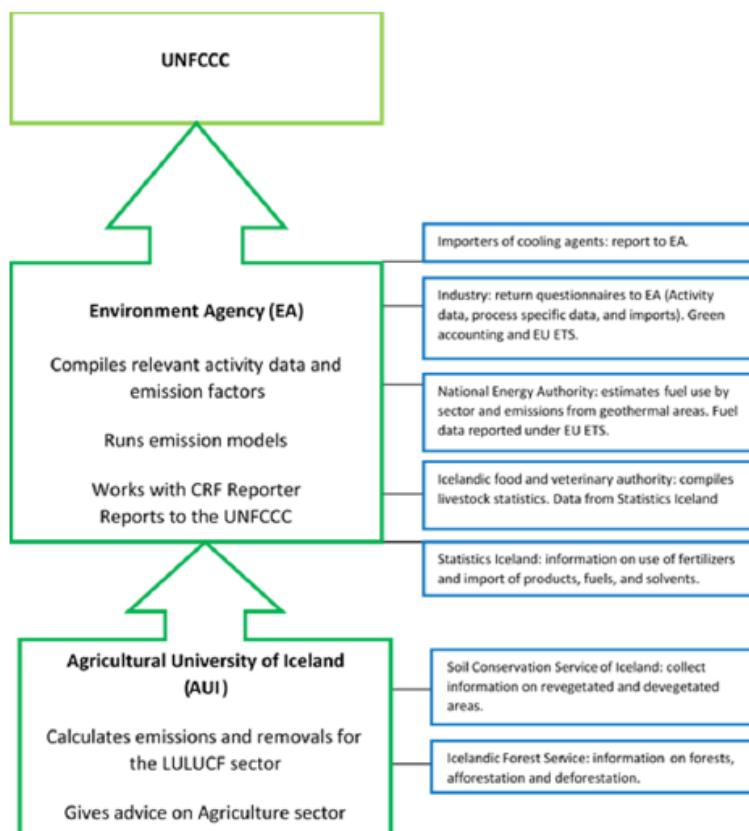 UNFCCC
Environment Agency (EA)
Compiles relevant activity data and
emission factors
Runs emission models
Works with CRF Reporter
Reports to the UNFCCC
Importers of cooling agents: report to EA.
Industry: return questionnaires to EA (Activity
data, process specific data, and imports). Green
accounting and EU ETS.
National Energy Authority: estimates fuel use by
sector and emissions from geothermal areas. Fuel
data reported under EU ETS.
Icelandic food and veterinary authority: compiles
livestock statistics. Data from Statistics Iceland
Statistics Iceland: information on use of fertilizers
and import of products, fuels, and solvents.
Agricultural University of Iceland
(AUI)
Calculates emissions and removals for
the LULUCF sector
Gives advice on Agriculture sector
Soil Conservation Service of Iceland: collect
information on revegetated and devegetated
areas.
Icelandic Forest Service: information on forests,
afforestation and deforestation.